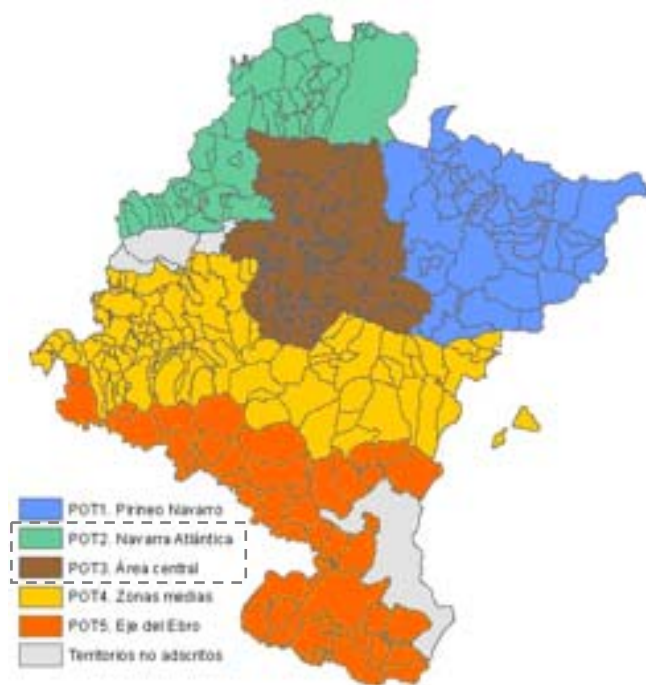 POT1. Pirineo Navarro
POT2. Navarra Atlántica
POT3. Área central
POT4. Zonas medias
POT5. Eje del Ebro
Territorios no adscritos